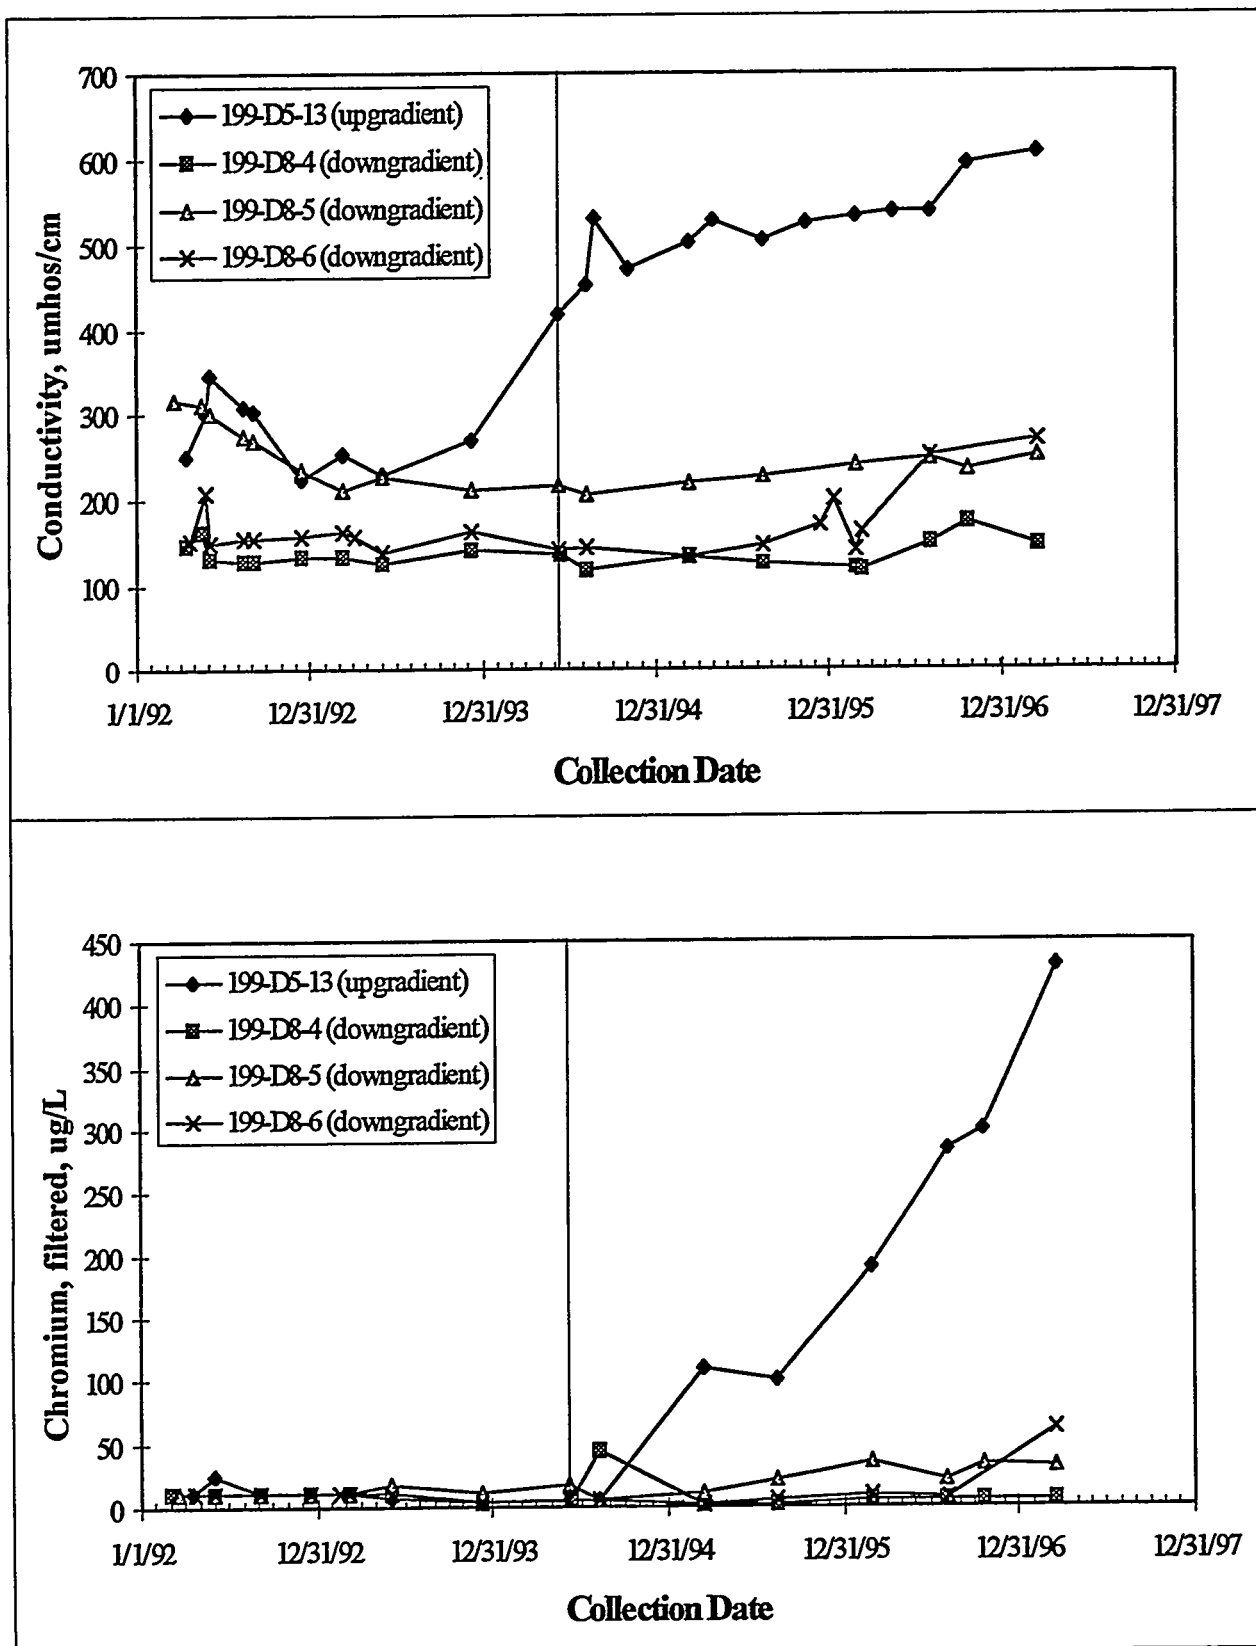 700
600
500
400
300
200
100
0
Conductivity, umhos/cm
199-D5-13 (upgradient)
199-D8-4 (downgradient)
199-D8-5 (downgradient)
199-D8-6 (downgradient)
1/1/92 12/31/92 12/31/93 12/31/94 12/31/95 12/31/96 12/31/97
Collection Date
450
400
350
300
250
200
150
100
50
0
Chromium, filtered, ug/L
199-D5-13 (upgradient)
199-D8-4 (downgradient)
199-D8-5 (downgradient)
199-D8-6 (downgradient)
1/1/92 12/31/92 12/31/93 12/31/94 12/31/95 12/31/96 12/31/97
Collection Date